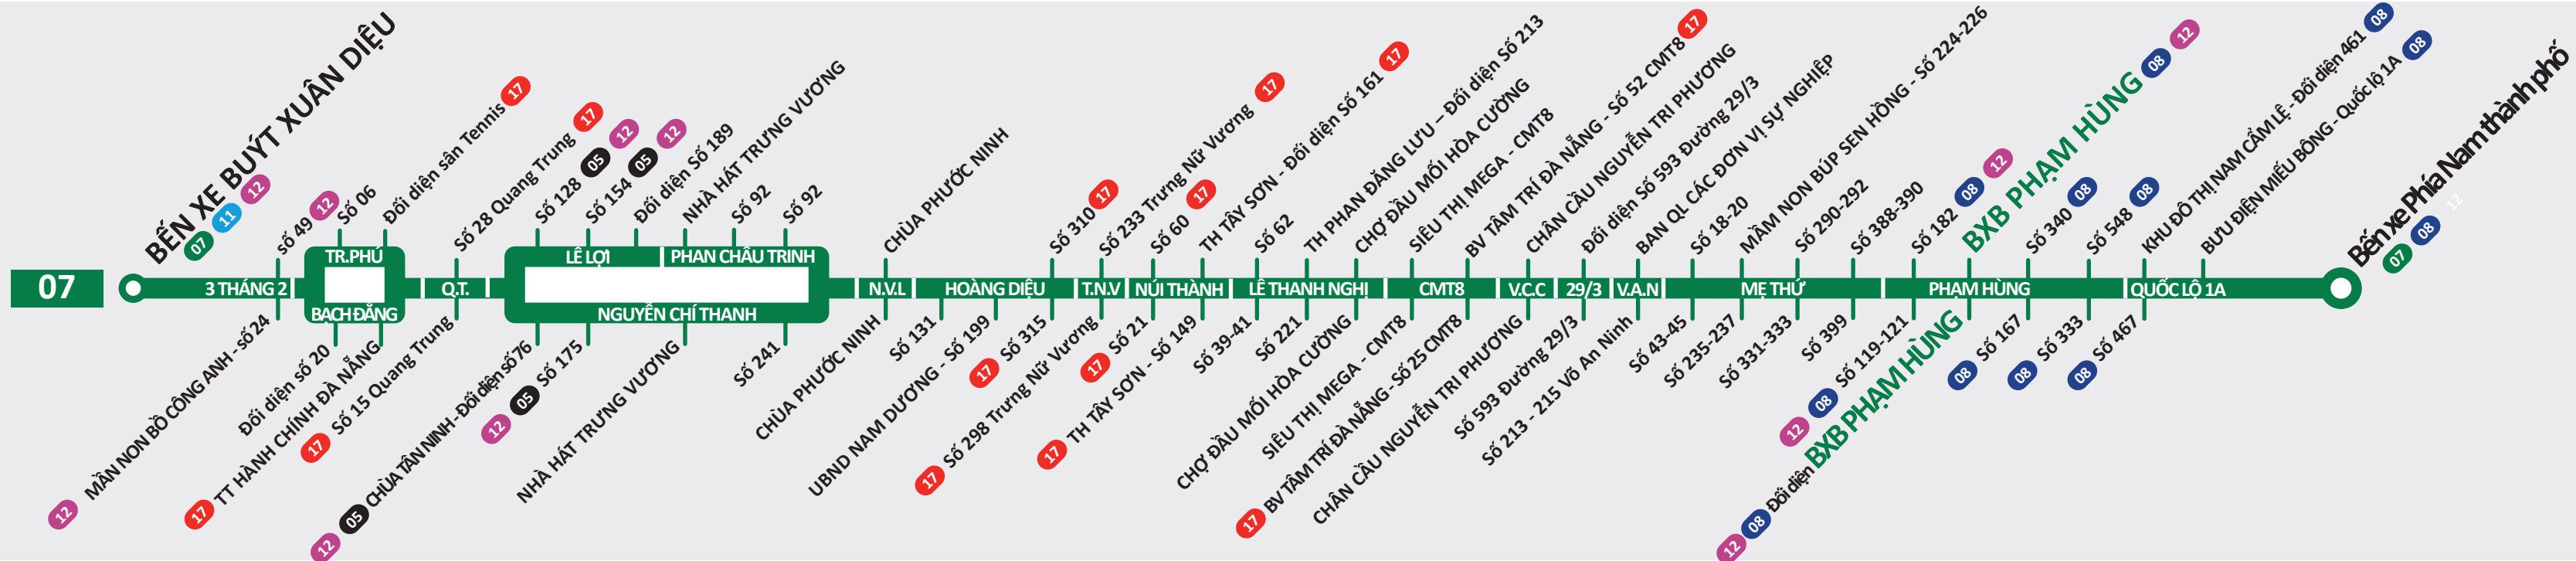 07
BẾN XE BUÝT XUÂN DIỆU
07 11 12
số 49 12
Số 06
Đối diện sân Tennis 17
Số 28 Quang Trung 17
Số 128 05 12
Số 154 05 12
Đối diện Số 189
NHÀ HÁT TRƯNG VƯƠNG
Số 92
Số 92
CHÙA PHƯỚC NINH
Số 310 17
Số 233 Trưng Nữ Vương 17
Số 60 17
TH TÂY SƠN - Đối diện Số 161 17
Số 62
TH PHAN ĐĂNG LƯU – Đối diện Số 213
CHỢ ĐẦU MỐI HÒA CƯỜNG
SIÊU THỊ MEGA - CMT8
BV TÂM TRÍ ĐÀ NẴNG - Số 52 CMT8 17
CHÂN CẦU NGUYỄN TRI PHƯƠNG
Đối diện Số 593 Đường 29/3
BAN QL CÁC ĐƠN VỊ SỰ NGHIỆP
Số 18-20
MẦM NON BÚP SEN HỒNG - Số 224-226
Số 290-292
Số 388-390
Số 182 08 12
BXB PHẠM HÙNG 08 12
Số 340 08
Số 548 08
KHU ĐÔ THỊ NAM CẨM LỆ - Đối diện 461 08
BƯU ĐIỆN MIẾU BÔNG - Quốc lộ 1A 08
Bến xe Phía Nam thành phố
07 08 12
3 THÁNG 2
TR.PHÚ
BẠCH ĐẰNG
Q.T.
LÊ LỢI
PHAN CHÂU TRINH
NGUYỄN CHÍ THANH
N.V.L
HOÀNG DIỆU
T.N.V
NÚI THÀNH
LÊ THANH NGHỊ
CMT8
V.C.C
29/3
V.A.N
MẸ THỨ
PHẠM HÙNG
QUỐC LỘ 1A
12 MẦN NON BỒ CÔNG ANH - số 24
Đối diện số 20
17 TT HÀNH CHÍNH ĐÀ NẴNG
17 Số 15 Quang Trung
12 05 CHÙA TÂN NINH - Đối diện số 76
12 05 Số 175
NHÀ HÁT TRƯNG VƯƠNG
Số 241
CHÙA PHƯỚC NINH
Số 131
UBND NAM DƯƠNG - Số 199
17 Số 315
17 Số 298 Trưng Nữ Vương
17 Số 21
17 TH TÂY SƠN - Số 149
Số 39-41
Số 221
CHỢ ĐẦU MỐI HÒA CƯỜNG
SIÊU THỊ MEGA - CMT8
17 BV TÂM TRÍ ĐÀ NẴNG - Số 25 CMT8
CHÂN CẦU NGUYỄN TRI PHƯƠNG
Số 593 Đường 29/3
Số 213 - 215 Võ An Ninh
Số 43-45
Số 235-237
Số 331-333
Số 399
12 08 Số 119-121
12 08 Đối diện BXB PHẠM HÙNG
08 Số 167
08 Số 333
08 Số 467